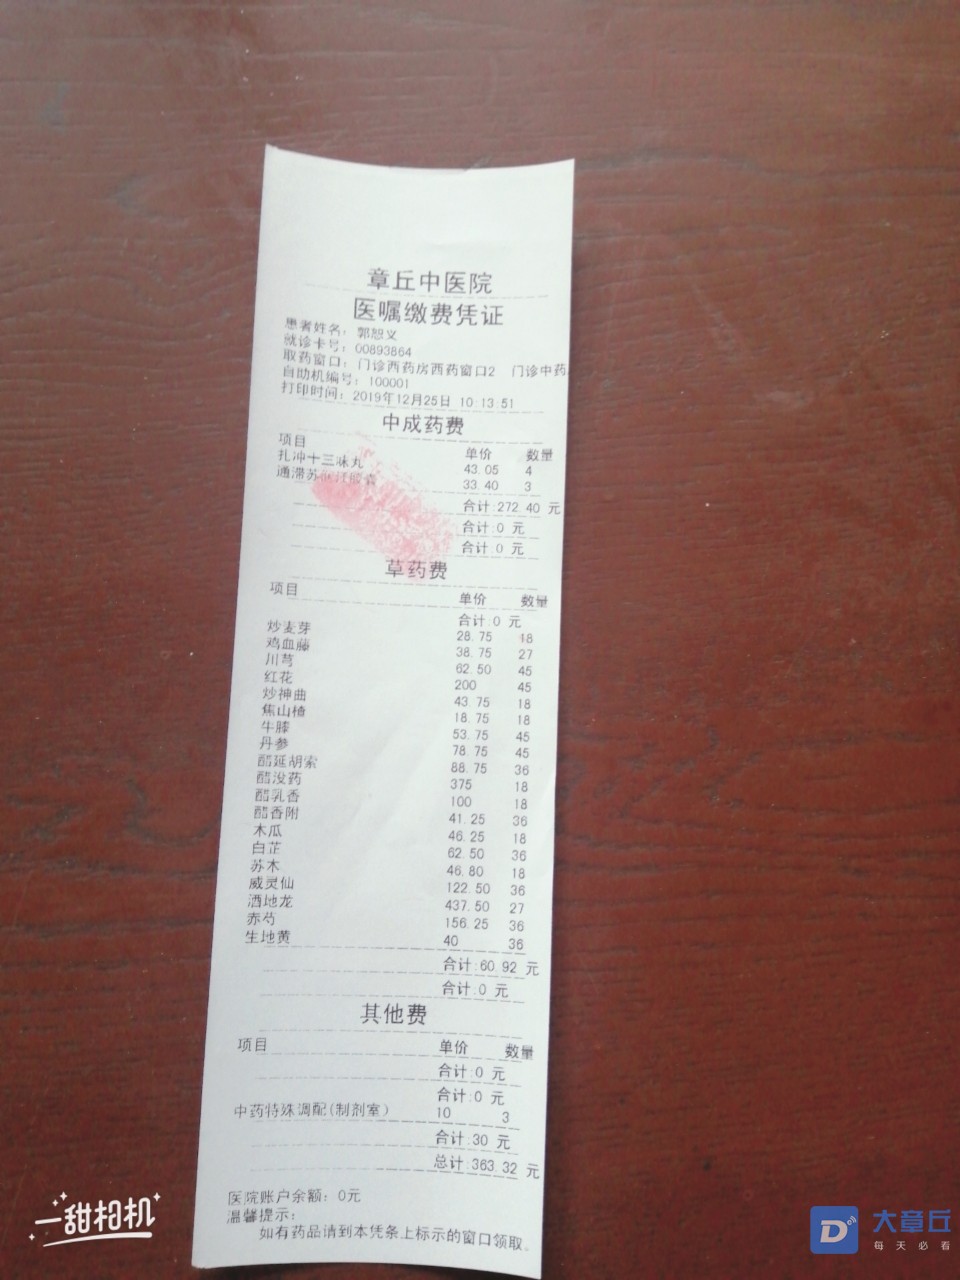 章丘中医院
医嘱缴费凭证
患者姓名: 郭恕义
就诊卡号: 00893864
取药窗口: 门诊西药房西药窗口2 门诊中药
自助机编号: 100001
打印时间: 2019年12月25日 10:13:51
中成药费
项目 单价 数量
扎冲十三味丸 43.05 4
通滞苏 胶囊 33.40 3
合计:272.40 元
合计:0 元
合计:0 元
草药费
项目 单价 数量
合计:0 元
炒麦芽 28.75 18
鸡血藤 38.75 27
川芎 62.50 45
红花 200 45
炒神曲 43.75 18
焦山楂 18.75 18
牛膝 53.75 45
丹参 78.75 45
醋延胡索 88.75 36
醋没药 375 18
醋乳香 100 18
醋香附 41.25 36
木瓜 46.25 18
白芷 62.50 36
苏木 46.80 18
威灵仙 122.50 36
酒地龙 437.50 27
赤芍 156.25 36
生地黄 40 36
合计:60.92 元
合计:0 元
其他费
项目 单价 数量
合计:0 元
合计:0 元
中药特殊调配(制剂室) 10 3
合计:30 元
总计:363.32 元
医院账户余额: 0元
温馨提示:
如有药品请到本凭条上标示的窗口领取。
一甜相机
大章丘
每天必看